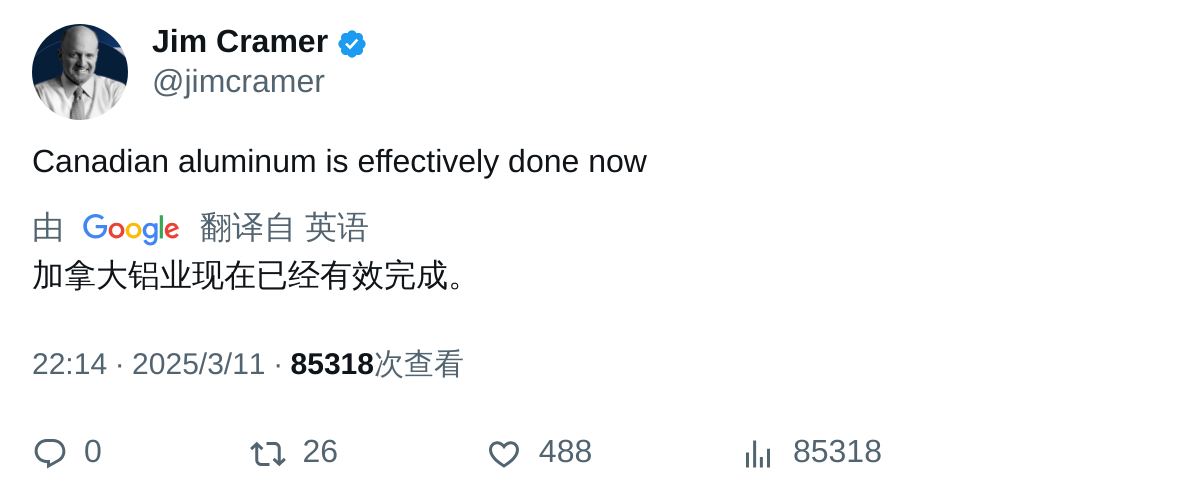 Jim Cramer
@jimcramer
Canadian aluminum is effectively done now
由 Google 翻译自 英语
加拿大铝业现在已经有效完成。
22:14 · 2025/3/11 · 85318次查看
0 26 488 85318